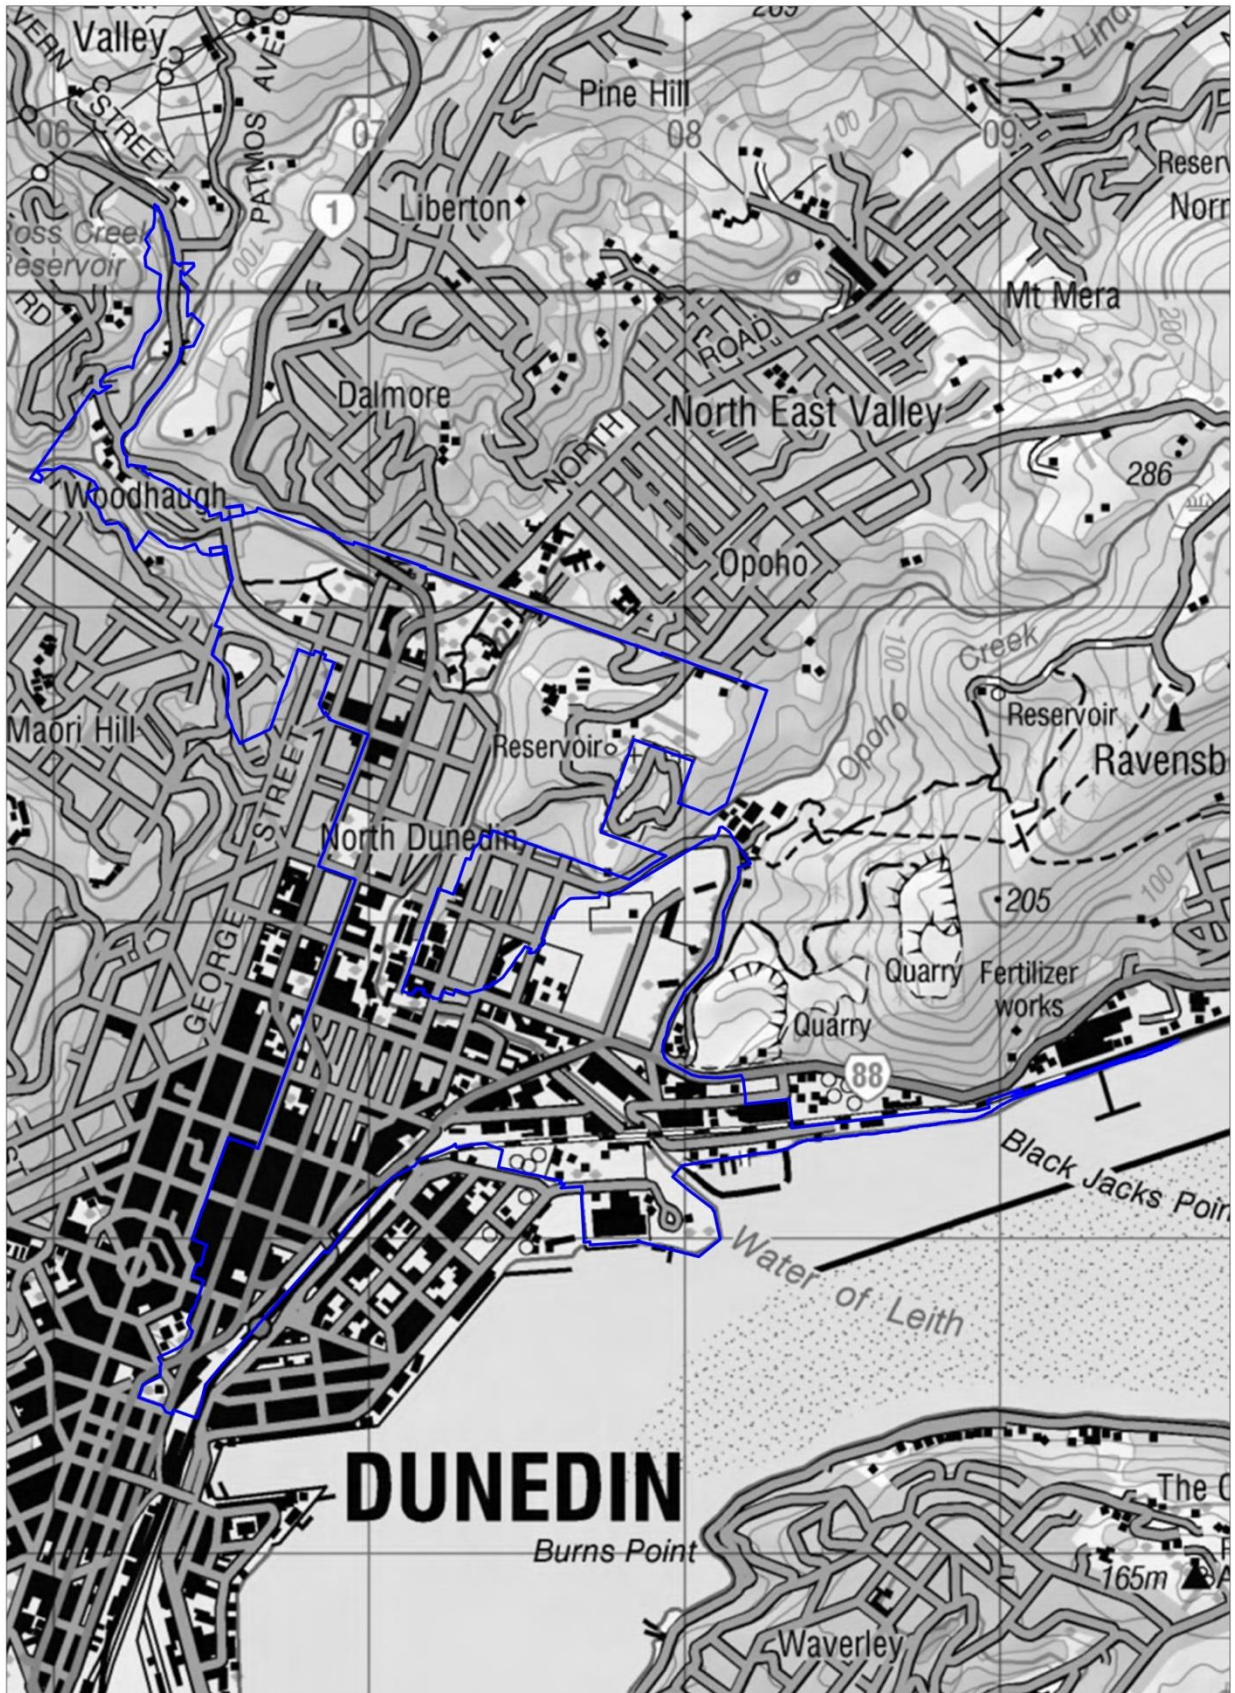 Valley
VERN
STREET
PATMOS AVE
Pine Hill
06
07
08
09
100
Reserv
1
Liberton
Norr
Ross Creek
Reservoir
100
RD
Mt Mera
200
ROAD
Dalmore
North East Valley
NORTH
286
Woodhaugh
Opoho
100
Creek
Maori Hill
Reservoir
Reservoir
Opoho
Ravensb
STREET
North Dunedin
205
100
GEORGE
Quarry
Fertilizer
works
Quarry
88
Black Jacks Poin
Water of Leith
DUNEDIN
The C
Burns Point
165m
Waverley